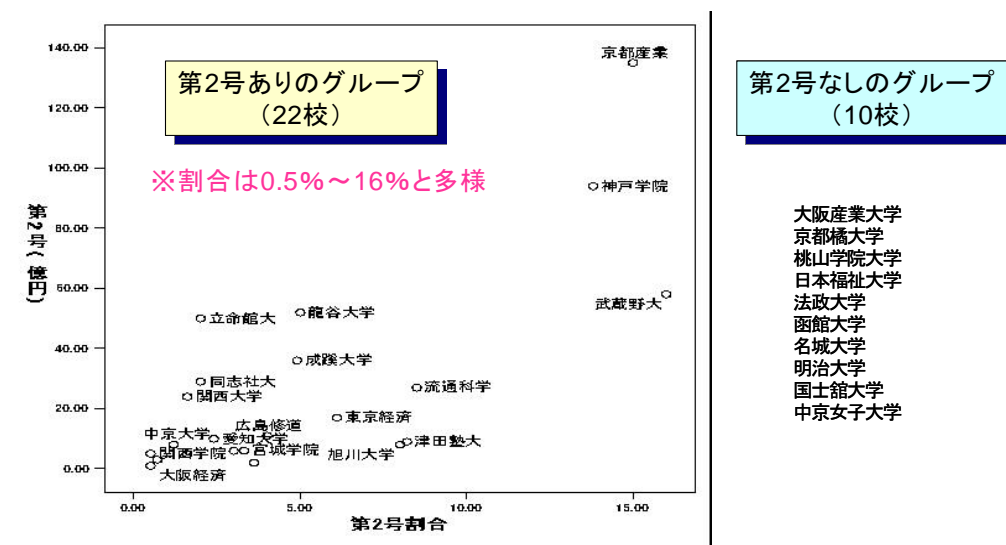 第2号ありのグループ
（22校）
※割合は0.5%～16%と多様
第2号(億円)
140.00
120.00
100.00
80.00
60.00
40.00
20.00
0.00
京都産業
神戸学院
武蔵野大
立命館大
龍谷大学
成蹊大学
同志社大
関西大学
流通科学
東京経済
広島修道
中京大学
愛知大学
津田塾大
関西学院
宮城学院
旭川大学
大阪経済
0.00
5.00
10.00
15.00
第2号割合
第2号なしのグループ
（10校）
大阪産業大学
京都橘大学
桃山学院大学
日本福祉大学
法政大学
函館大学
名城大学
明治大学
国士舘大学
中京女子大学